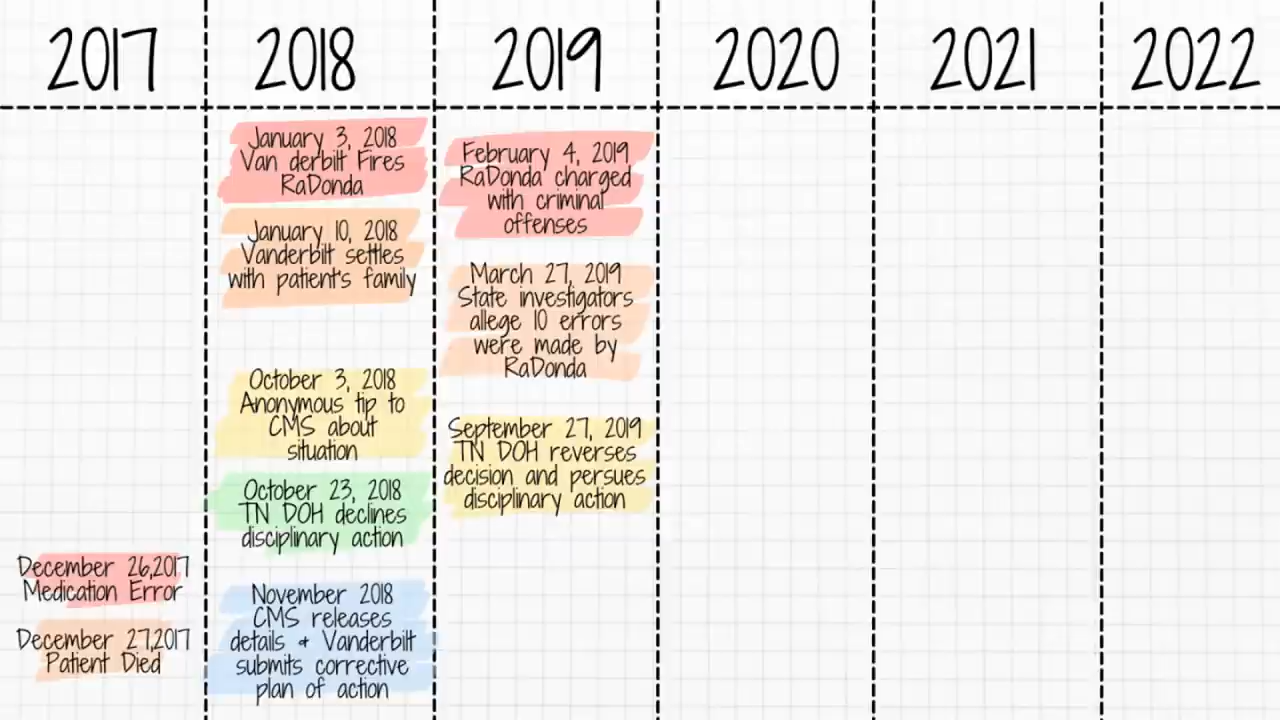 2017
2018
2019
2020
2021
2022
December 26,2017
Medication Error
December 27,2017
Patient Died
January 3, 2018
Van derbilt Fires
RaDonda
January 10, 2018
Vanderbilt settles
with patient's family
October 3, 2018
Anonymous tip to
CMS about
situation
October 23, 2018
TN DOH declines
disciplinary action
November 2018
CMS releases
details & Vanderbilt
submits corrective
plan of action
February 4, 2019
RaDonda charged
with criminal
offenses
March 27, 2019
State investigators
allege 10 errors
were made by
RaDonda
September 27, 2019
TN DOH reverses
decision and persues
disciplinary action